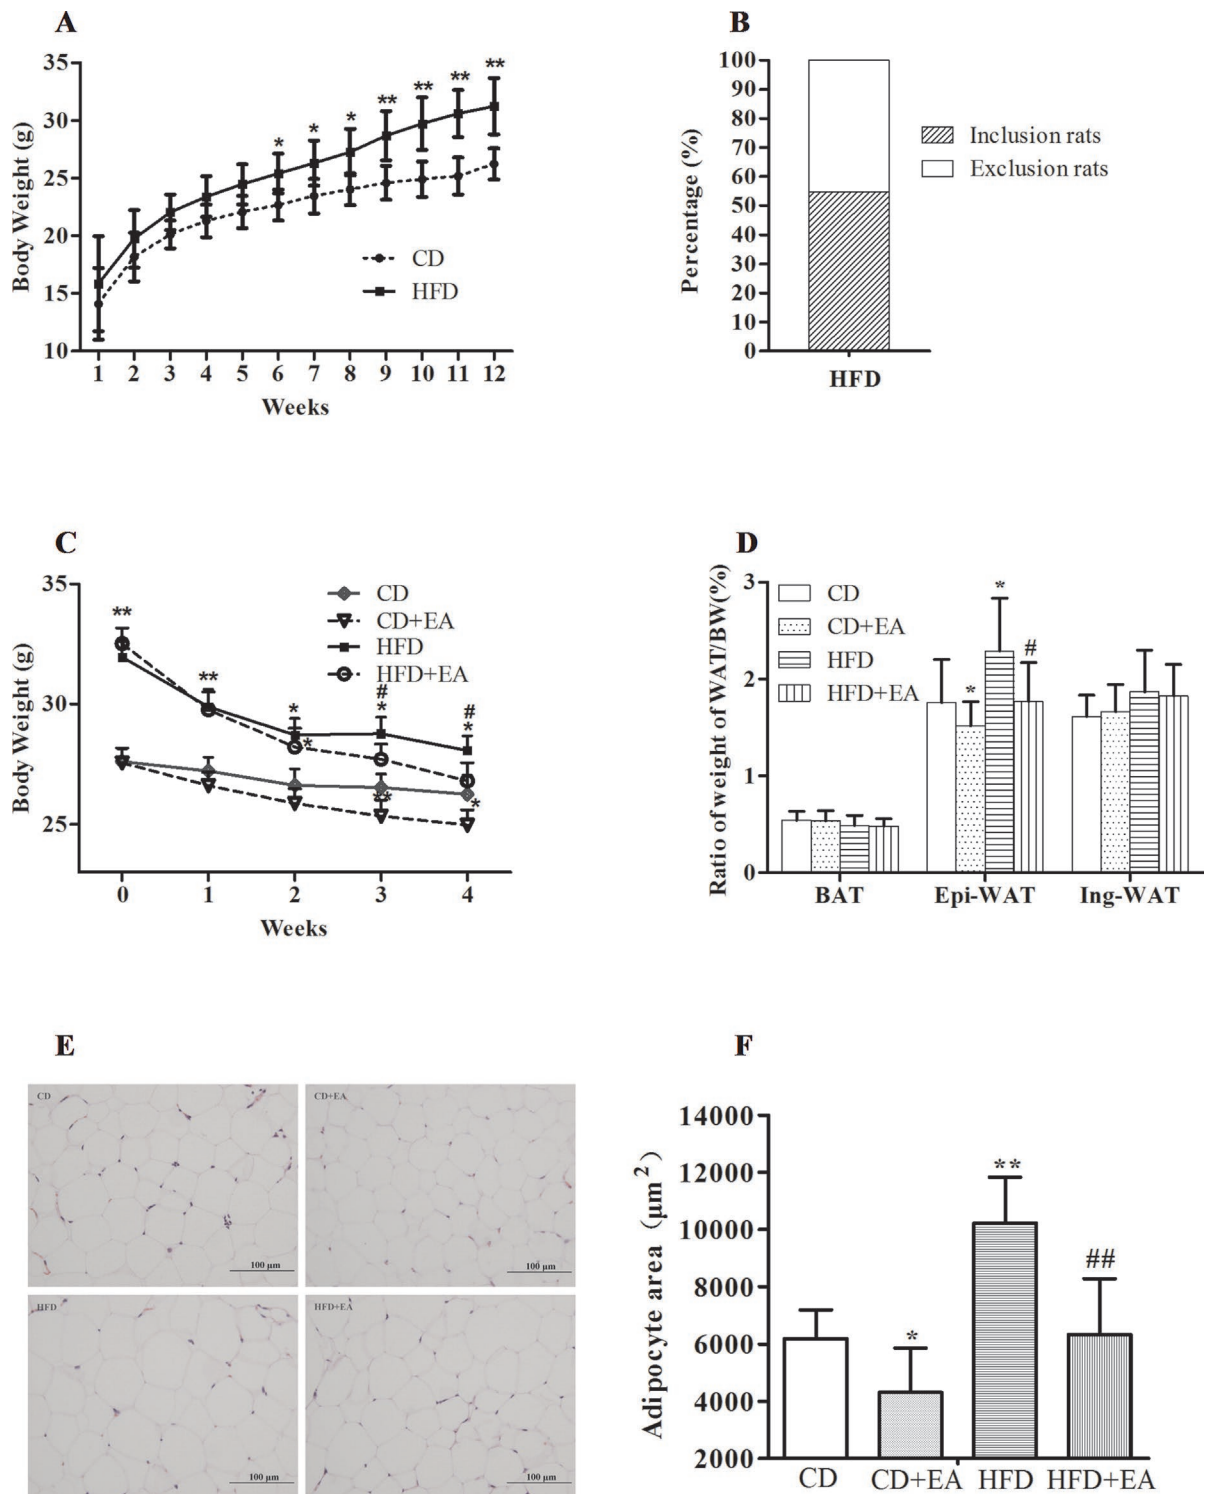 A
35
30
25
20
15
10
Body Weight (g)
* * * ** ** ** **
CD
HFD
1 2 3 4 5 6 7 8 9 10 11 12
Weeks
B
100
90
80
70
60
50
40
30
20
10
0
Percentage (%)
Inclusion rats
Exclusion rats
HFD
C
35
30
25
Body Weight (g)
CD
CD+EA
HFD
HFD+EA
** ** * # #
* *
*
** *
0 1 2 3 4
Weeks
D
3
2
1
0
Ratio of weight of WAT/BW(%)
CD
CD+EA
HFD
HFD+EA
*
#
*
BAT Epi-WAT Ing-WAT
E
CD
100 μm
CD+EA
100 μm
HFD
100 μm
HFD+EA
100 μm
F
14000
12000
10000
8000
6000
4000
2000
Adipocyte area (μm²)
**
##
*
CD CD+EA HFD HFD+EA